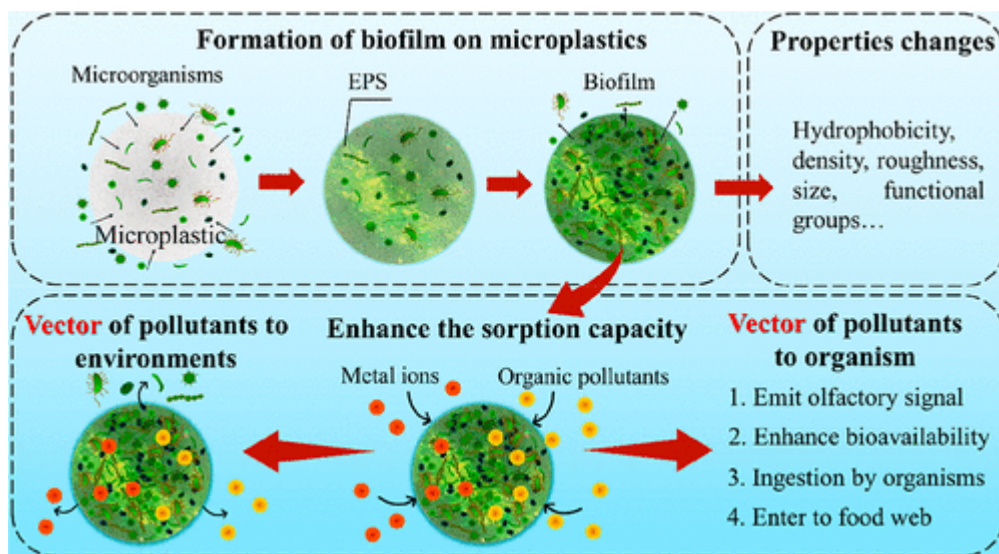 Formation of biofilm on microplastics
Microorganisms
EPS
Biofilm
Microplastic
Properties changes
Hydrophobicity,
density, roughness,
size, functional
groups…
Vector of pollutants to
environments
Enhance the sorption capacity
Metal ions
Organic pollutants
Vector of pollutants
to organism
1. Emit olfactory signal
2. Enhance bioavailability
3. Ingestion by organisms
4. Enter to food web